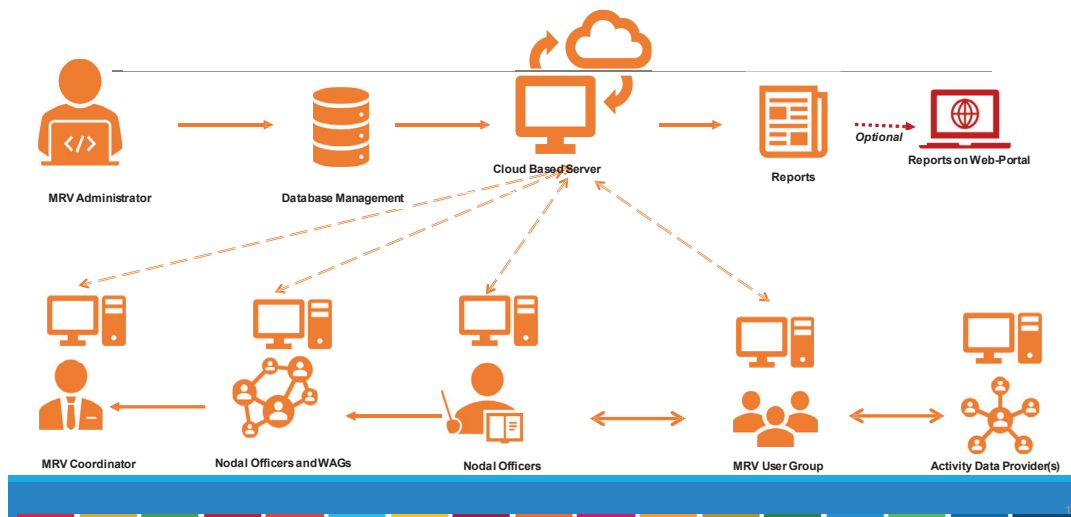 Optional
Cloud Based Server
Reports on Web-Portal
Reports
MRV Administrator
Database Management
MRV Coordinator
Nodal Officers and WAGs
Nodal Officers
MRV User Group
Activity Data Provider(s)